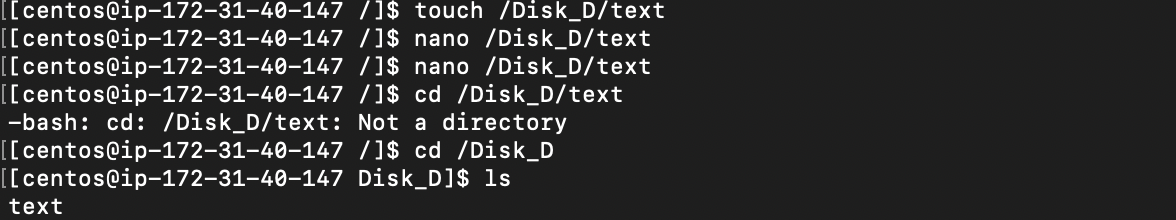 [[centos@ip-172-31-40-147 /]$ touch /Disk_D/text
[[centos@ip-172-31-40-147 /]$ nano /Disk_D/text
[[centos@ip-172-31-40-147 /]$ nano /Disk_D/text
[[centos@ip-172-31-40-147 /]$ cd /Disk_D/text
-bash: cd: /Disk_D/text: Not a directory
[[centos@ip-172-31-40-147 /]$ cd /Disk_D
[[centos@ip-172-31-40-147 Disk_D]$ ls
text